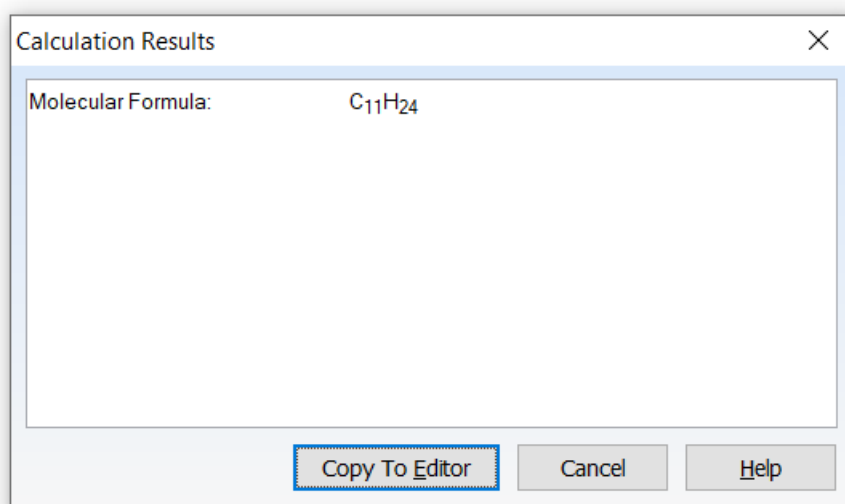 Calculation Results
Molecular Formula: C₁₁H₂₄
Copy To Editor Cancel Help